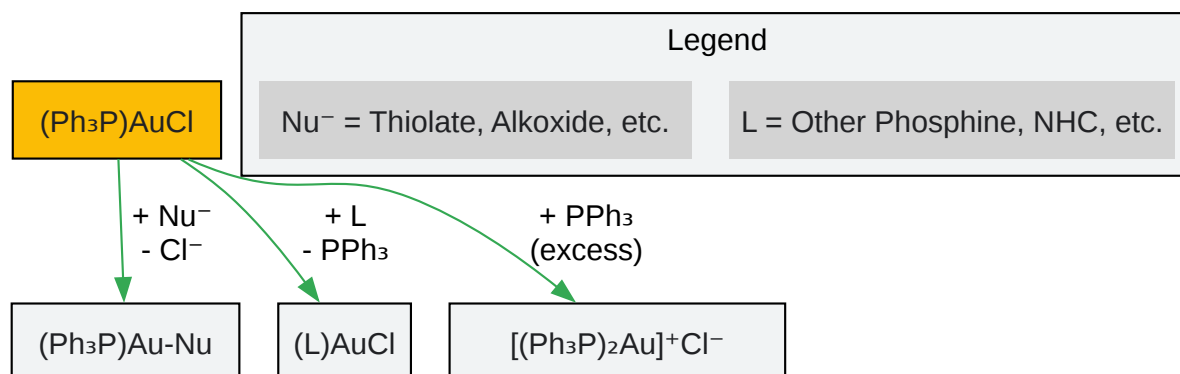 Legend
(Ph₃P)AuCl
Nu⁻ = Thiolate, Alkoxide, etc.
L = Other Phosphine, NHC, etc.
+ Nu⁻
- Cl⁻
+ L
- PPh₃
+ PPh₃
(excess)
(Ph₃P)Au-Nu
(L)AuCl
[(Ph₃P)₂Au]⁺Cl⁻